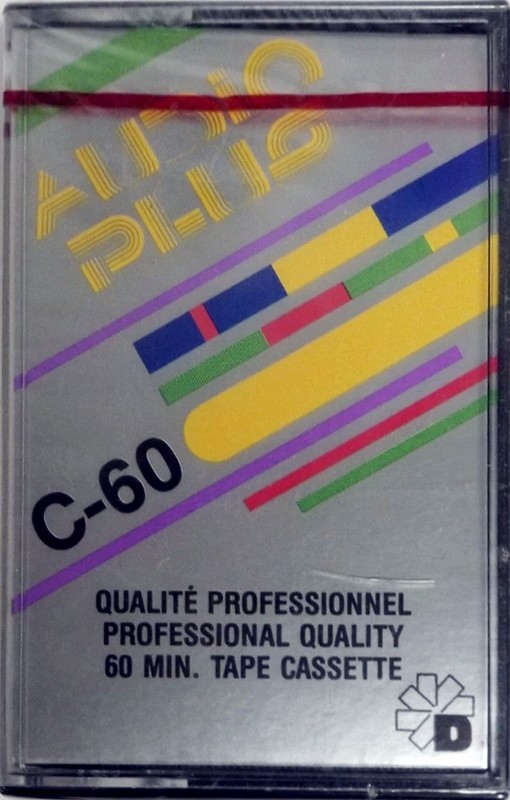 AUDIO
PLUS
C-60
QUALITÉ PROFESSIONNEL
PROFESSIONAL QUALITY
60 MIN. TAPE CASSETTE
D